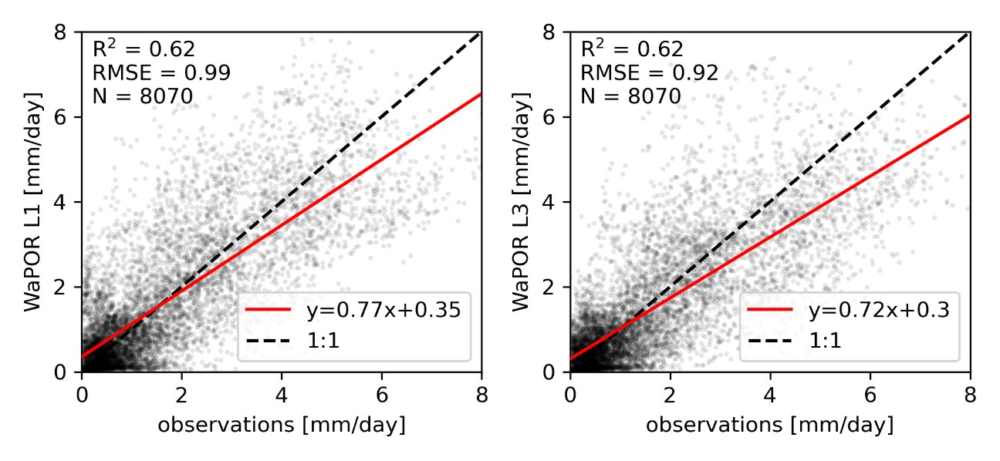 R² = 0.62
RMSE = 0.99
N = 8070
WaPOR L1 [mm/day]
8
6
4
2
0
y=0.77x+0.35
1:1
0 2 4 6 8
observations [mm/day]
R² = 0.62
RMSE = 0.92
N = 8070
WaPOR L3 [mm/day]
8
6
4
2
0
y=0.72x+0.3
1:1
0 2 4 6 8
observations [mm/day]